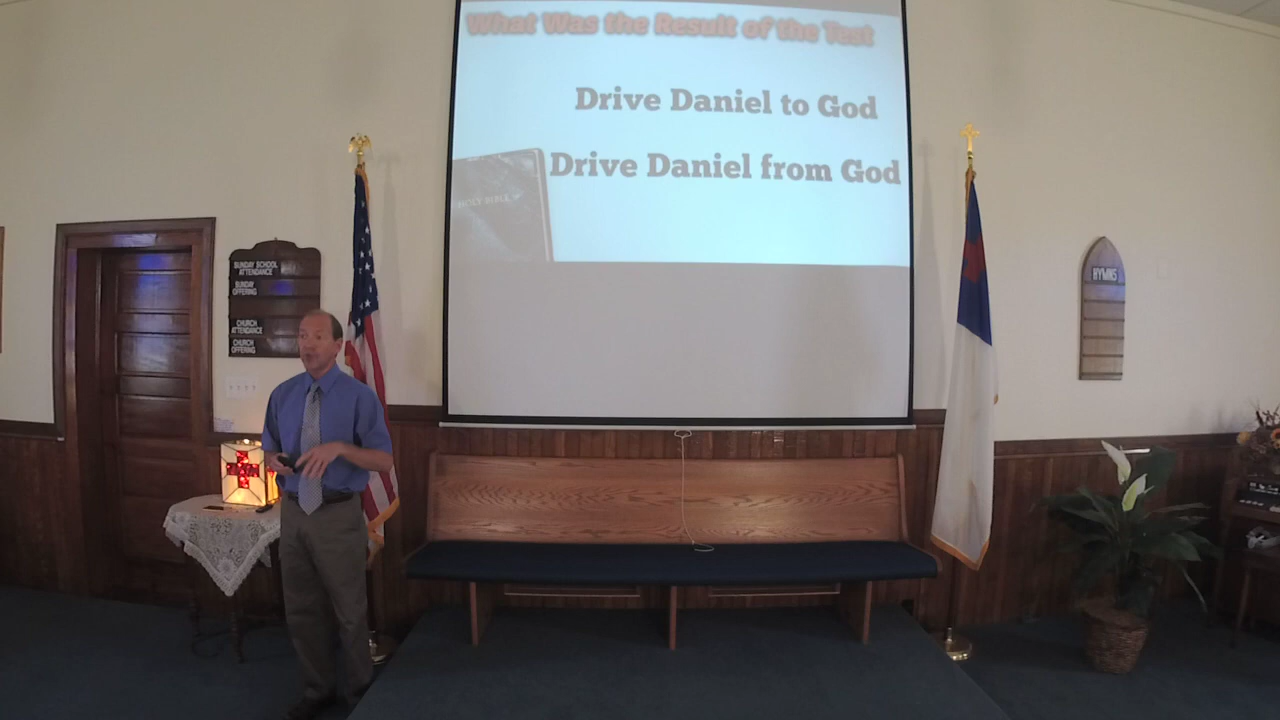 What Was the Result of the Test
Drive Daniel to God
Drive Daniel from God
HOLY BIBLE
SUNDAY SCHOOL
ATTENDANCE
SUNDAY
OFFERING
CHURCH
ATTENDANCE
CHURCH
OFFERING
HYMNS